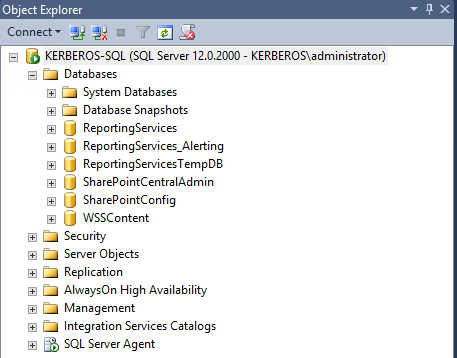 Object Explorer
Connect
KERBEROS-SQL (SQL Server 12.0.2000 - KERBEROS\administrator)
Databases
System Databases
Database Snapshots
ReportingServices
ReportingServices_Alerting
ReportingServicesTempDB
SharePointCentralAdmin
SharePointConfig
WSSContent
Security
Server Objects
Replication
AlwaysOn High Availability
Management
Integration Services Catalogs
SQL Server Agent